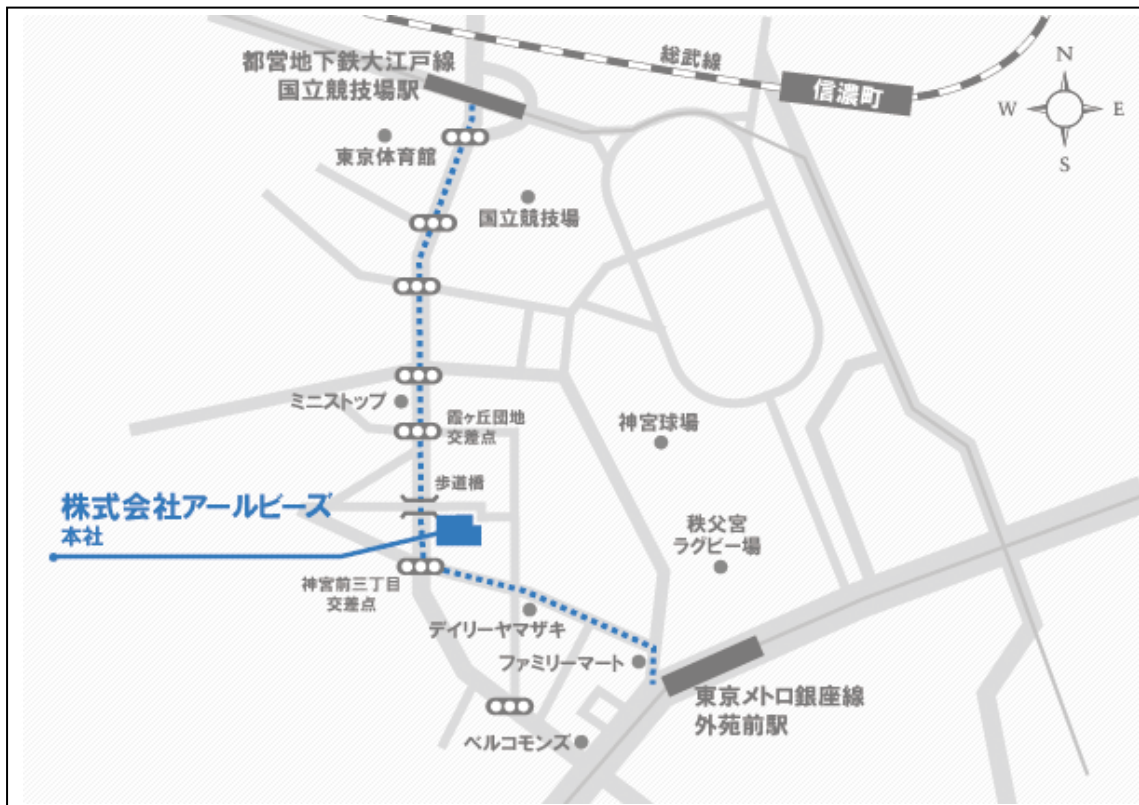 都営地下鉄大江戸線
国立競技場駅
総武線
信濃町
N
W
E
S
東京体育館
国立競技場
ミニストップ
霞ヶ丘団地
交差点
神宮球場
歩道橋
株式会社アールビーズ
本社
秩父宮
ラグビー場
神宮前三丁目
交差点
デイリーヤマザキ
ファミリーマート
東京メトロ銀座線
外苑前駅
ベルコモンズ